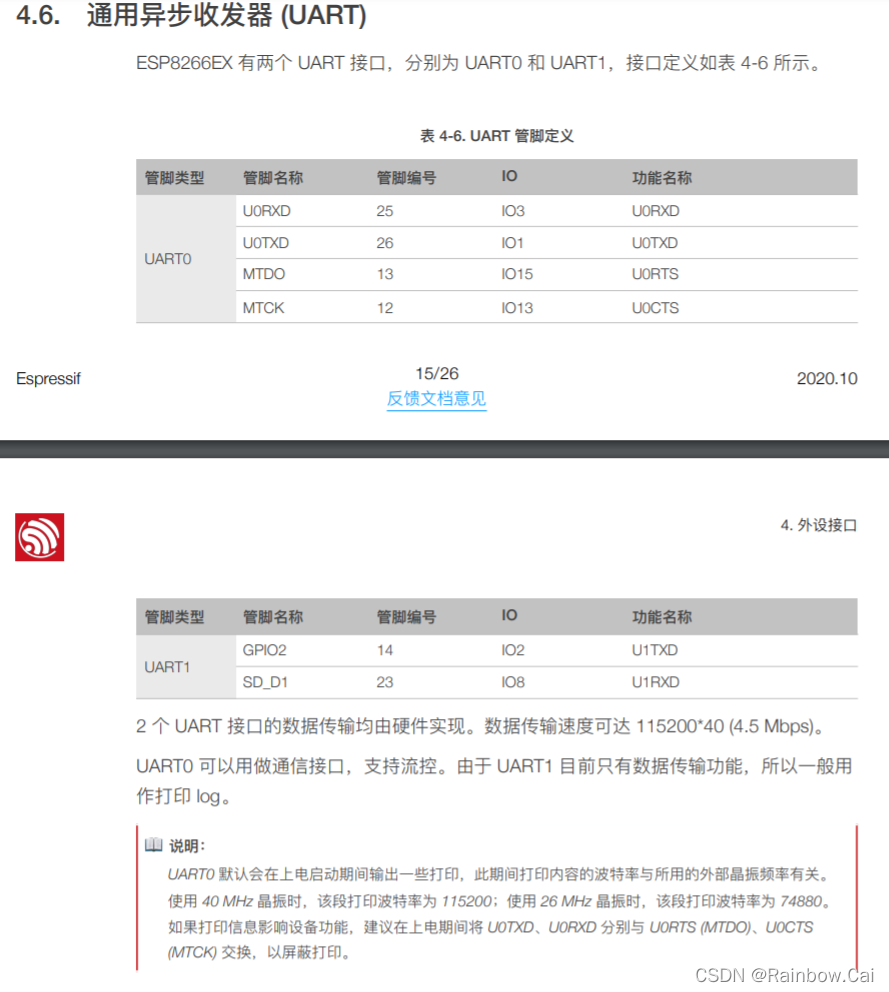 4.6. 通用异步收发器 (UART)
ESP8266EX 有两个 UART 接口，分别为 UART0 和 UART1，接口定义如表 4-6 所示。
表 4-6. UART 管脚定义
管脚类型 管脚名称 管脚编号 IO 功能名称
UART0 U0RXD 25 IO3 U0RXD
U0TXD 26 IO1 U0TXD
MTDO 13 IO15 U0RTS
MTCK 12 IO13 U0CTS
Espressif 15/26 2020.10
反馈文档意见
4. 外设接口
管脚类型 管脚名称 管脚编号 IO 功能名称
UART1 GPIO2 14 IO2 U1TXD
SD_D1 23 IO8 U1RXD
2 个 UART 接口的数据传输均由硬件实现。数据传输速度可达 115200*40 (4.5 Mbps)。
UART0 可以用做通信接口，支持流控。由于 UART1 目前只有数据传输功能，所以一般用
作打印 log。
说明：
UART0 默认会在上电启动期间输出一些打印，此期间打印内容的波特率与所用的外部晶振频率有关。
使用 40 MHz 晶振时，该段打印波特率为 115200；使用 26 MHz 晶振时，该段打印波特率为 74880。
如果打印信息影响设备功能，建议在上电期间将 U0TXD、U0RXD 分别与 U0RTS (MTDO)、U0CTS
(MTCK) 交换，以屏蔽打印。
CSDN @Rainbow.Cai